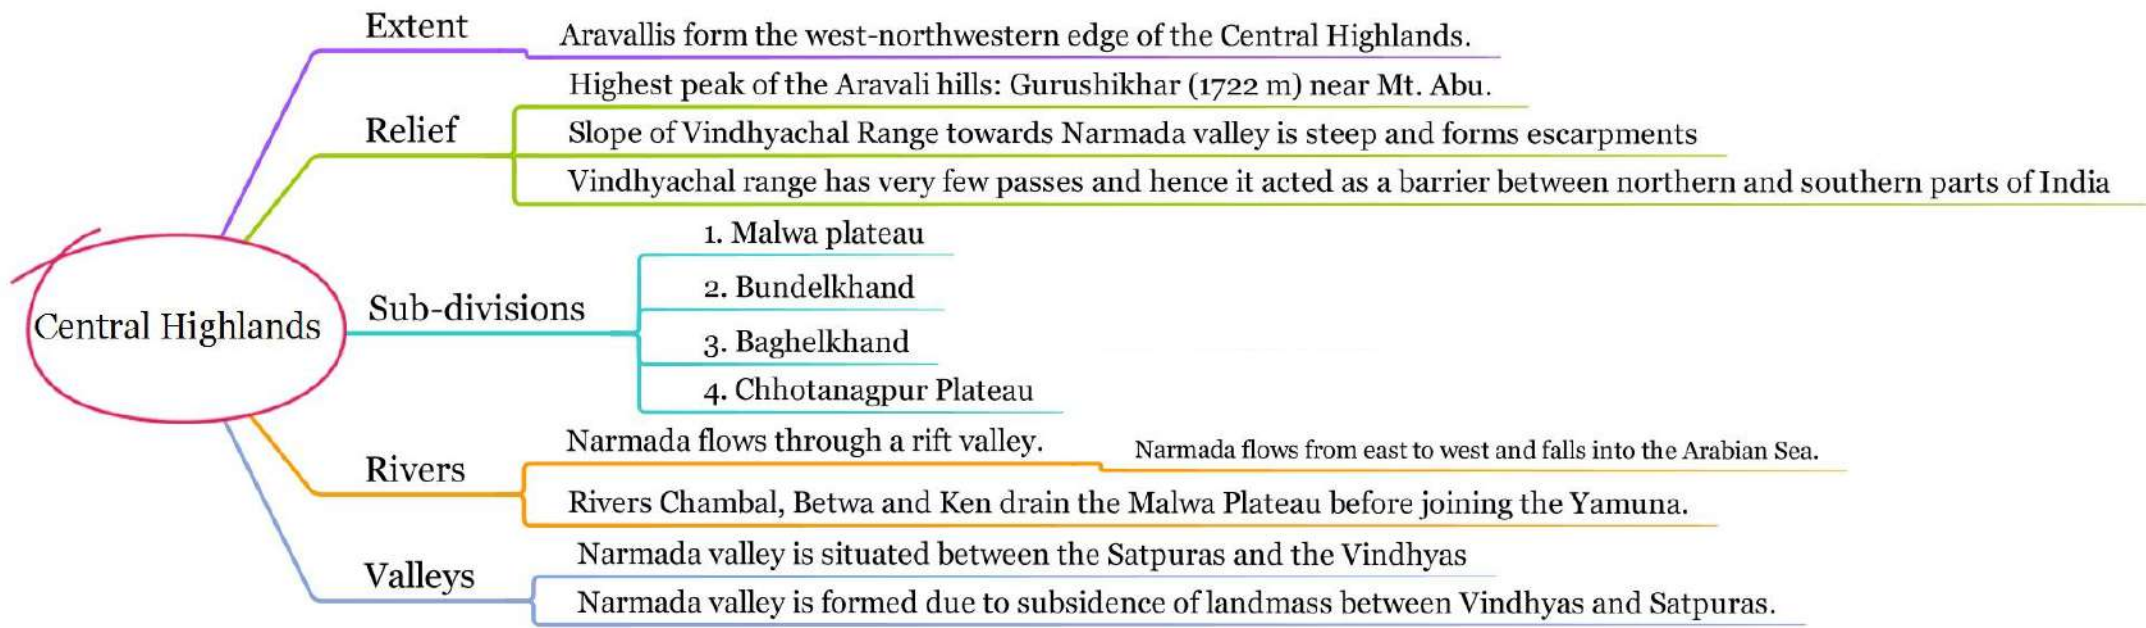 Central Highlands
Extent
Aravallis form the west-northwestern edge of the Central Highlands.
Relief
Highest peak of the Aravali hills: Gurushikhar (1722 m) near Mt. Abu.
Slope of Vindhyachal Range towards Narmada valley is steep and forms escarpments
Vindhyachal range has very few passes and hence it acted as a barrier between northern and southern parts of India
Sub-divisions
1. Malwa plateau
2. Bundelkhand
3. Baghelkhand
4. Chhotanagpur Plateau
Rivers
Narmada flows through a rift valley.
Narmada flows from east to west and falls into the Arabian Sea.
Rivers Chambal, Betwa and Ken drain the Malwa Plateau before joining the Yamuna.
Valleys
Narmada valley is situated between the Satpuras and the Vindhyas
Narmada valley is formed due to subsidence of landmass between Vindhyas and Satpuras.